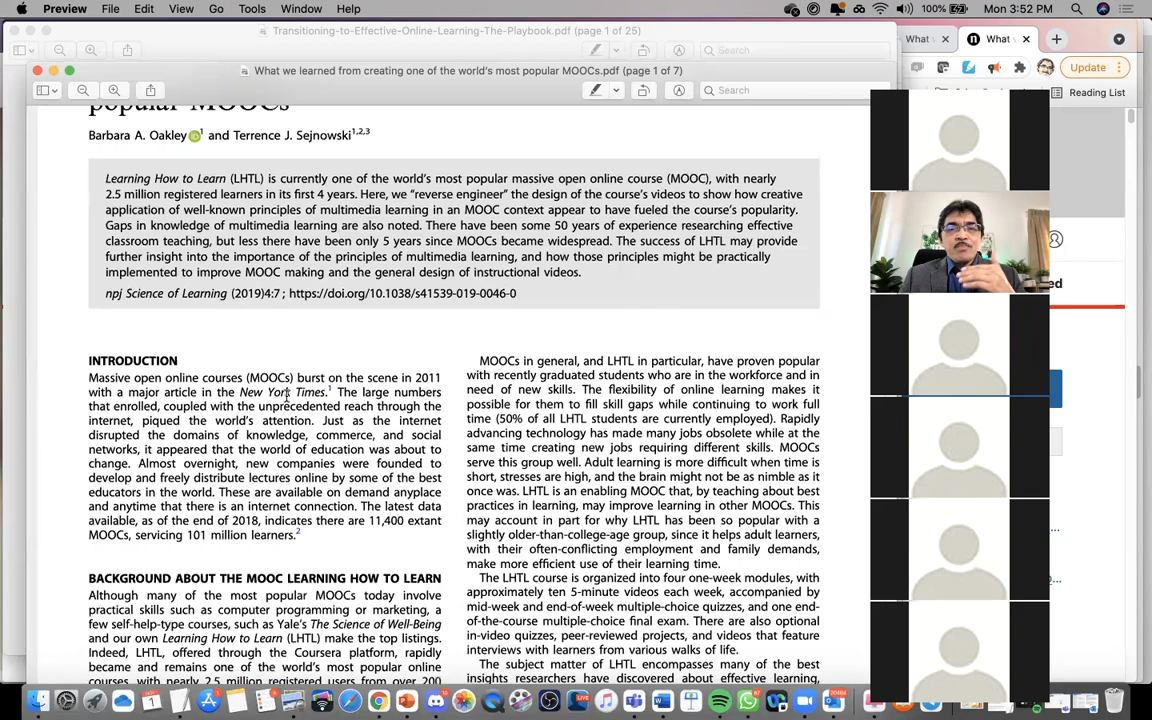 Preview File Edit View Go Tools Window Help
100% Mon 3:52 PM
Transitioning-to-Effective-Online-Learning-The-Playbook.pdf (page 1 of 25)
Search
What
What
What we learned from creating one of the world's most popular MOOCs.pdf (page 1 of 7)
Update
Search
Reading List
popular MOOCs
Barbara A. Oakley 1 and Terrence J. Sejnowski1,2,3
Learning How to Learn (LHTL) is currently one of the world's most popular massive open online course (MOOC), with nearly
2.5 million registered learners in its first 4 years. Here, we “reverse engineer” the design of the course's videos to show how creative
application of well-known principles of multimedia learning in an MOOC context appear to have fueled the course's popularity.
Gaps in knowledge of multimedia learning are also noted. There have been some 50 years of experience researching effective
classroom teaching, but less there have been only 5 years since MOOCs became widespread. The success of LHTL may provide
further insight into the importance of the principles of multimedia learning, and how those principles might be practically
implemented to improve MOOC making and the general design of instructional videos.
npj Science of Learning (2019)4:7 ; https://doi.org/10.1038/s41539-019-0046-0
ed
INTRODUCTION
Massive open online courses (MOOCs) burst on the scene in 2011
with a major article in the New York Times.1 The large numbers
that enrolled, coupled with the unprecedented reach through the
internet, piqued the world's attention. Just as the internet
disrupted the domains of knowledge, commerce, and social
networks, it appeared that the world of education was about to
change. Almost overnight, new companies were founded to
develop and freely distribute lectures online by some of the best
educators in the world. These are available on demand anyplace
and anytime that there is an internet connection. The latest data
available, as of the end of 2018, indicates there are 11,400 extant
MOOCs, servicing 101 million learners.2
BACKGROUND ABOUT THE MOOC LEARNING HOW TO LEARN
Although many of the most popular MOOCs today involve
practical skills such as computer programming or marketing, a
few self-help-type courses, such as Yale's The Science of Well-Being
and our own Learning How to Learn (LHTL) make the top listings.
Indeed, LHTL, offered through the Coursera platform, rapidly
became and remains one of the world's most popular online
courses, with nearly 2.5 million registered users from over 200
MOOCs in general, and LHTL in particular, have proven popular
with recently graduated students who are in the workforce and in
need of new skills. The flexibility of online learning makes it
possible for them to fill skill gaps while continuing to work full
time (50% of all LHTL students are currently employed). Rapidly
advancing technology has made many jobs obsolete while at the
same time creating new jobs requiring different skills. MOOCs
serve this group well. Adult learning is more difficult when time is
short, stresses are high, and the brain might not be as nimble as it
once was. LHTL is an enabling MOOC that, by teaching about best
practices in learning, may improve learning in other MOOCs. This
may account in part for why LHTL has been so popular with a
slightly older-than-college-age group, since it helps adult learners,
with their often-conflicting employment and family demands,
make more efficient use of their learning time.
The LHTL course is organized into four one-week modules, with
approximately ten 5-minute videos each week, accompanied by
mid-week and end-of-week multiple-choice quizzes, and one end-
of-the-course multiple-choice final exam. There are also optional
in-video quizzes, peer-reviewed projects, and videos that feature
interviews with learners from various walks of life.
The subject matter of LHTL encompasses many of the best
insights researchers have discovered about effective learning,